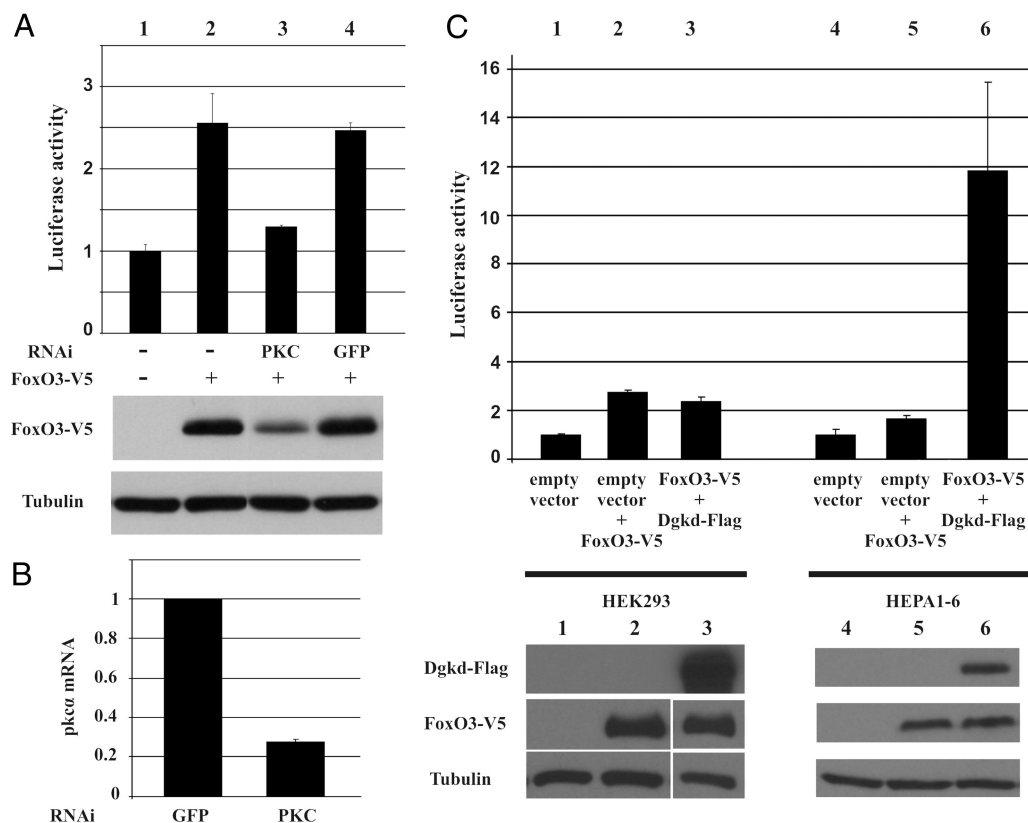 A
1 2 3 4
Luciferase activity
3
2
1
0
RNAi - - PKC GFP
FoxO3-V5 - + + +
FoxO3-V5
Tubulin
B
pkcα mRNA
1
0.8
0.6
0.4
0.2
0
RNAi GFP PKC
C
1 2 3 4 5 6
Luciferase activity
16
14
12
10
8
6
4
2
0
empty
vector
empty
vector
+
FoxO3-V5
FoxO3-V5
+
Dgkd-Flag
empty
vector
empty
vector
+
FoxO3-V5
FoxO3-V5
+
Dgkd-Flag
HEK293 HEPA1-6
1 2 3 4 5 6
Dgkd-Flag
FoxO3-V5
Tubulin